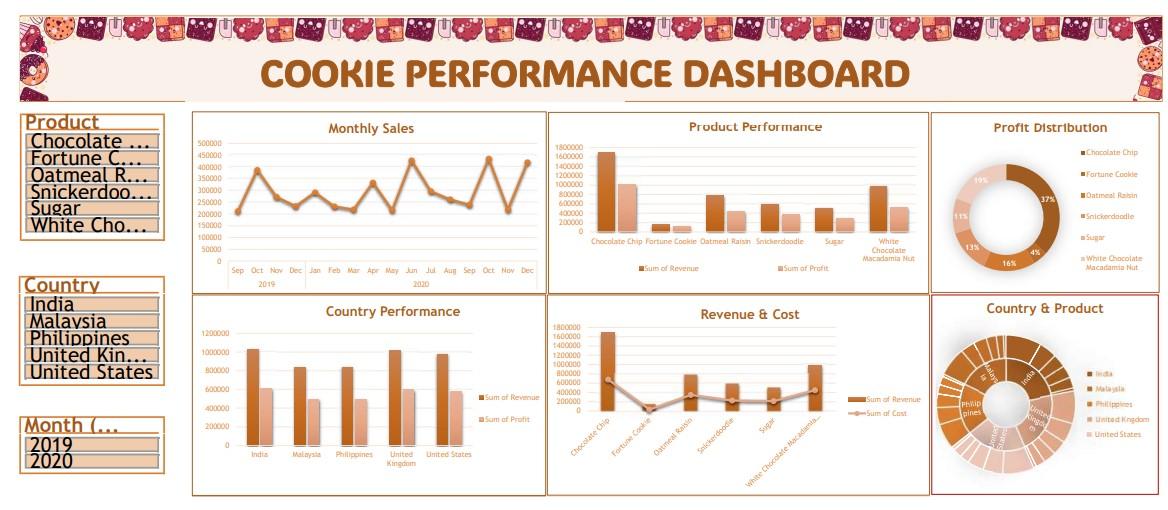 COOKIE PERFORMANCE DASHBOARD
Product
Chocolate ...
Fortune C...
Oatmeal R...
Snickerdoo...
Sugar
White Cho...
Country
India
Malaysia
Philippines
United Kin...
United States
Month (...
2019
2020
Monthly Sales
500000
450000
400000
350000
300000
250000
200000
150000
100000
50000
0
Sep Oct Nov Dec Jan Feb Mar Apr May Jun Jul Aug Sep Oct Nov Dec
2019 2020
Product Performance
1800000
1600000
1400000
1200000
1000000
800000
600000
400000
200000
0
Chocolate Chip Fortune Cookie Oatmeal Raisin Snickerdoodle Sugar White
Chocolate
Macadamia Nut
Sum of Revenue Sum of Profit
Profit Distribution
37%
4%
16%
13%
11%
19%
Chocolate Chip
Fortune Cookie
Oatmeal Raisin
Snickerdoodle
Sugar
White Chocolate
Macadamia Nut
Country Performance
1200000
1000000
800000
600000
400000
200000
0
India Malaysia Philippines United United States
Kingdom
Sum of Revenue
Sum of Profit
Revenue & Cost
1800000
1600000
1400000
1200000
1000000
800000
600000
400000
200000
0
Chocolate Chip
Fortune Cookie
Oatmeal Raisin
Snickerdoodle
Sugar
White Chocolate Macadamia...
Sum of Revenue
Sum of Cost
Country & Product
India
United
Kingdom
United
States
Philip
pines
Malays
ia
India
Malaysia
Philippines
United Kingdom
United States